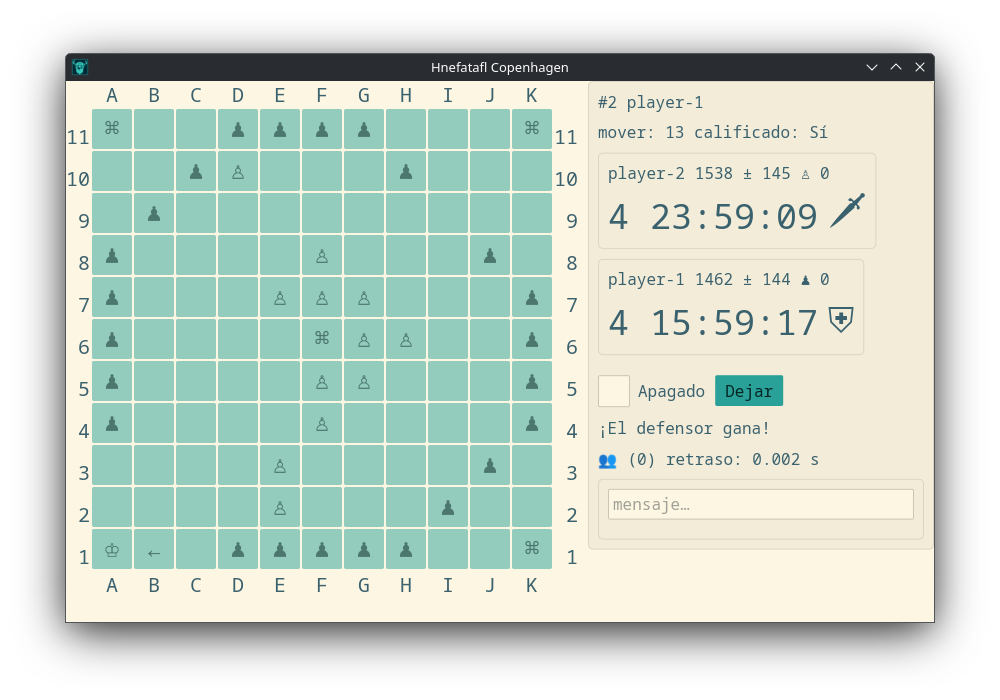 Hnefatafl Copenhagen
A B C D E F G H I J K
11 ⌘ ♟ ♟ ♟ ♟ ⌘ 11
10 ♟ ♙ ♟ 10
9 ♟ 9
8 ♟ ♙ ♟ 8
7 ♟ ♙ ♙ ♙ ♟ 7
6 ♟ ⌘ ♙ ♙ ♟ 6
5 ♟ ♙ ♙ ♟ 5
4 ♟ ♙ ♟ 4
3 ♙ ♟ 3
2 ♙ ♟ 2
1 ♔ ← ♟ ♟ ♟ ♟ ♟ ⌘ 1
A B C D E F G H I J K
#2 player-1
mover: 13 calificado: Sí
player-2 1538 ± 145 ♙ 0
4 23:59:09
player-1 1462 ± 144 ♟ 0
4 15:59:17
Apagado Dejar
¡El defensor gana!
👥 (0) retraso: 0.002 s
mensaje…